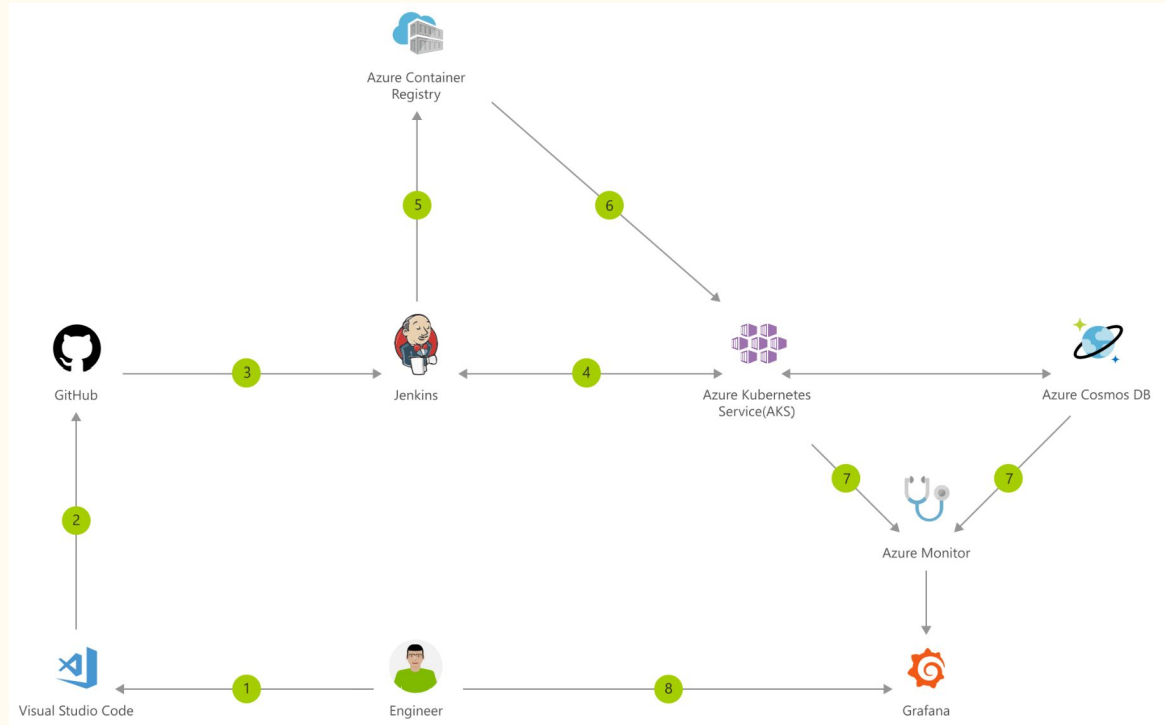 Azure Container
Registry
5
6
GitHub
3
Jenkins
4
Azure Kubernetes
Service(AKS)
Azure Cosmos DB
7
7
2
Azure Monitor
Visual Studio Code
1
Engineer
8
Grafana